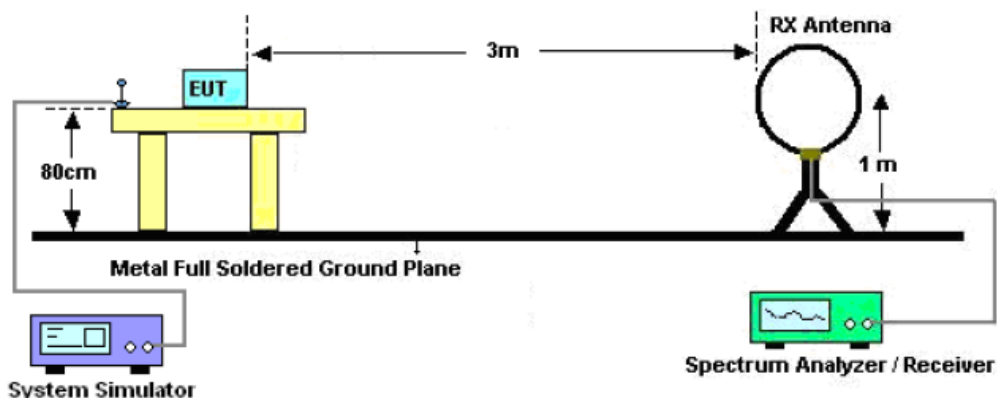 RX Antenna
3m
EUT
80cm
1 m
Metal Full Soldered Ground Plane
System Simulator
Spectrum Analyzer / Receiver